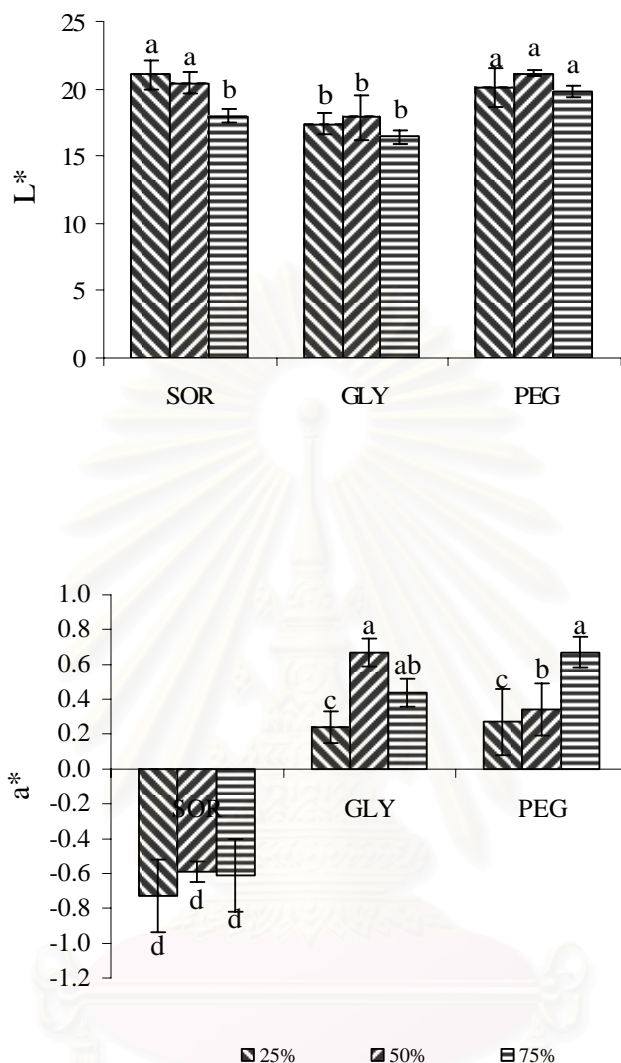 25
20
15
10
5
0
L*
a a b
b b b
a a a
SOR GLY PEG
1.0
0.8
0.6
0.4
0.2
0.0
-0.2
-0.4
-0.6
-0.8
-1.0
-1.2
a*
c a ab
c b a
SOR GLY PEG
d d d
25% 50% 75%